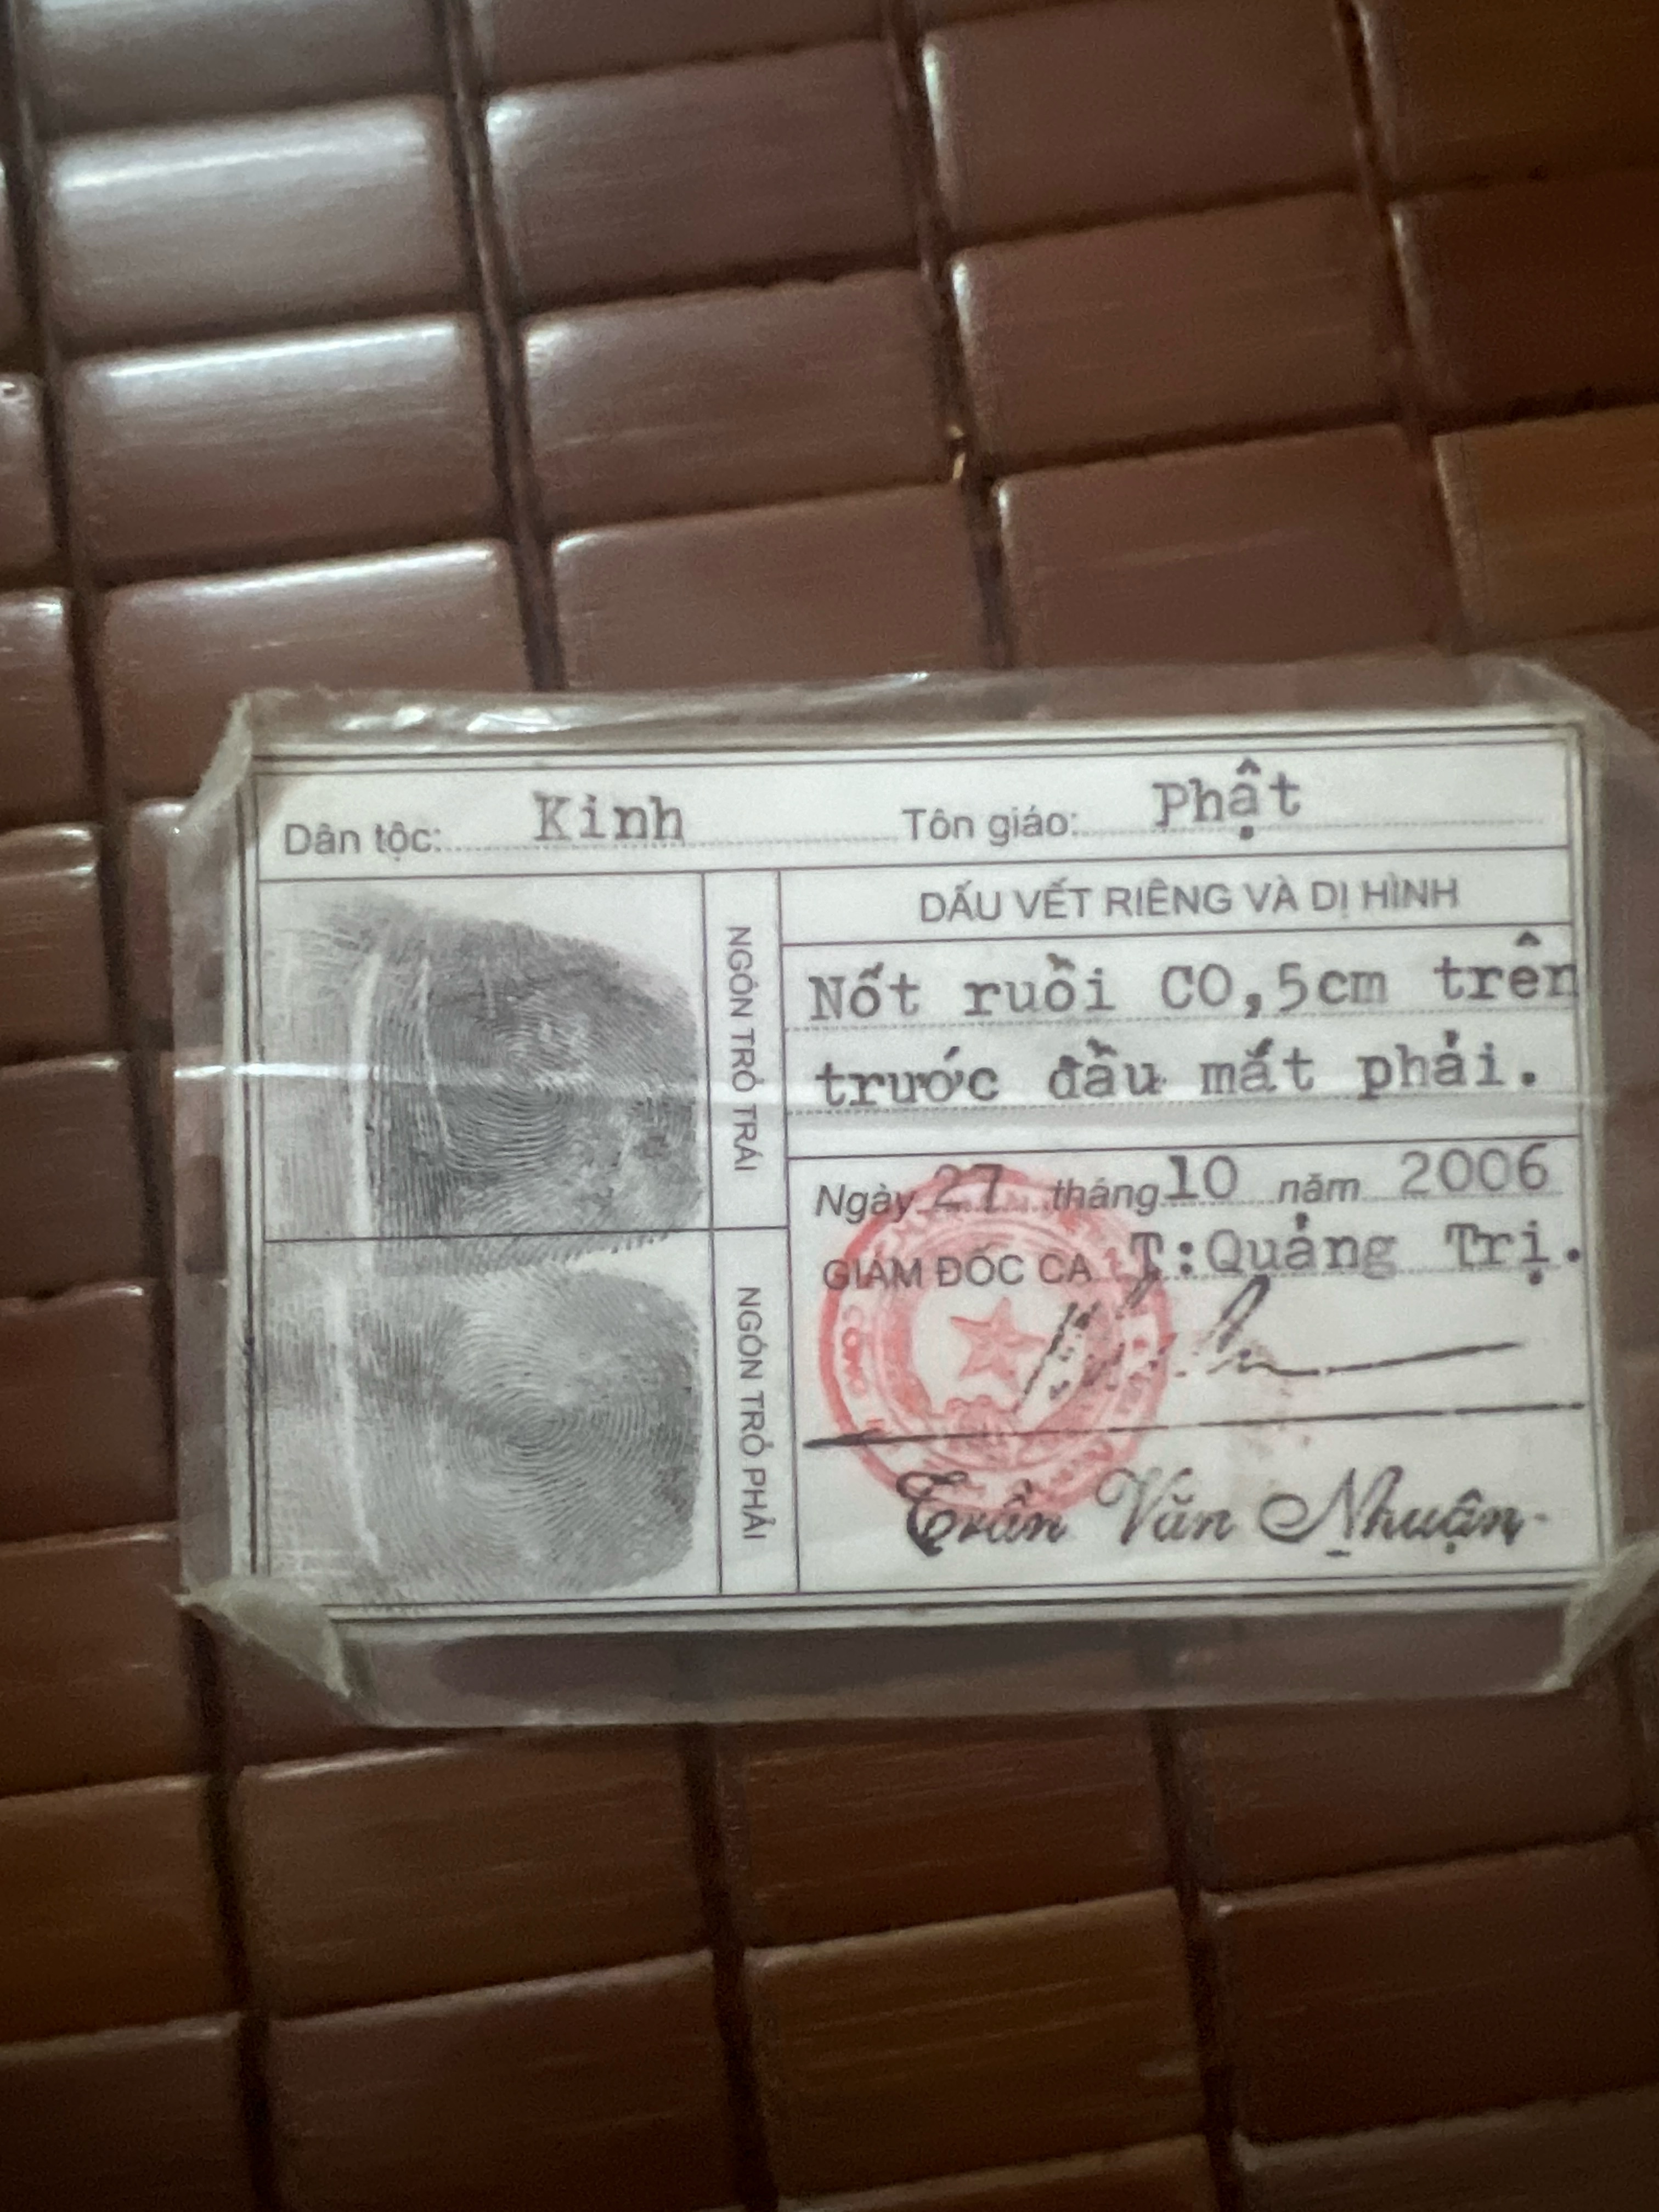 Dân tộc: Kinh Tôn giáo: Phật
DẤU VẾT RIÊNG VÀ DỊ HÌNH
NGÓN TRỎ TRÁI
Nốt ruồi C0,5cm trên
trước đầu mắt phải.
Ngày 27 tháng 10 năm 2006
GIÁM ĐỐC CA T:Quảng Trị.
NGÓN TRỎ PHẢI
Trần Văn Nhuận